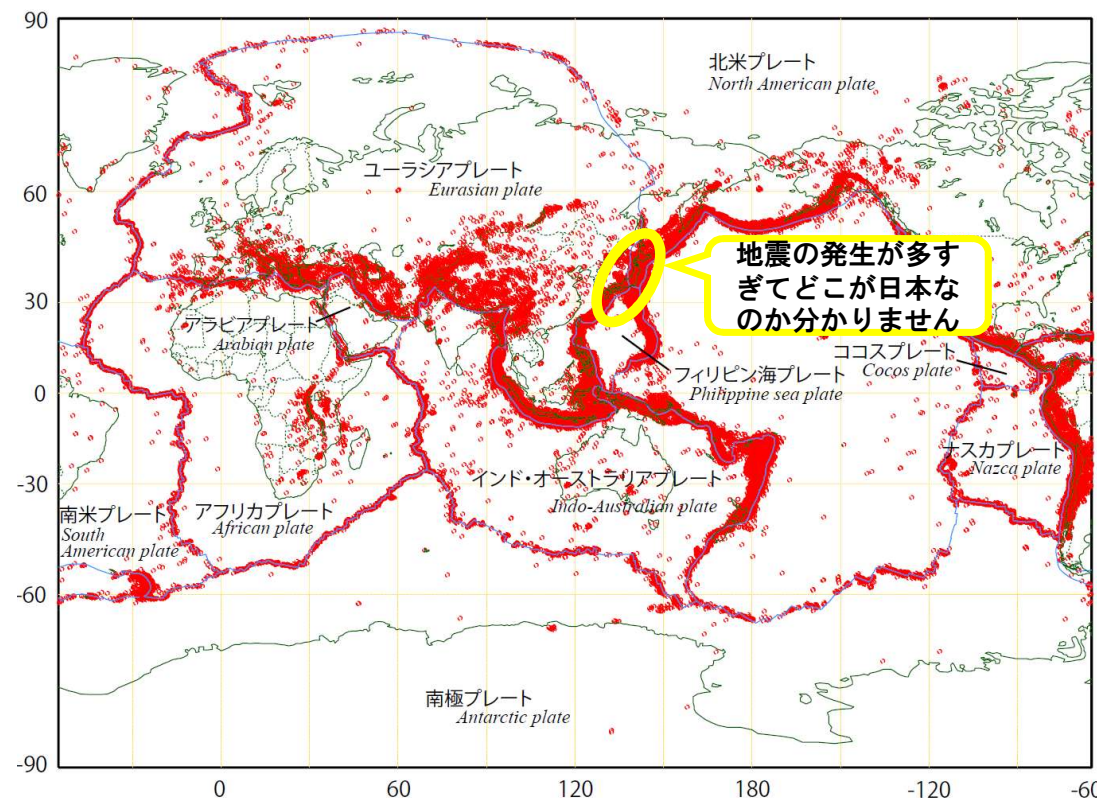 90
60
30
0
-30
-60
-90
0
60
120
180
-120
-60
北米プレート
North American plate
ユーラシアプレート
Eurasian plate
地震の発生が多す
ぎてどこが日本な
のか分かりません
アラビアプレート
Arabian plate
ココスプレート
Cocos plate
フィリピン海プレート
Philippine sea plate
ナスカプレート
Nazca plate
インド・オーストラリアプレート
Indo-Australian plate
南米プレート
South
American plate
アフリカプレート
African plate
南極プレート
Antarctic plate